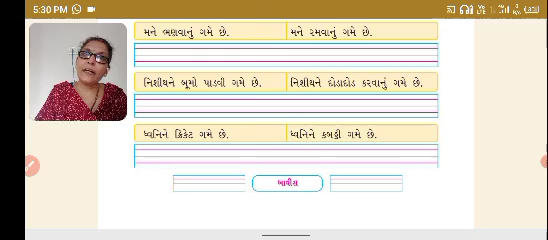 5:30 PM
મને ભણવાનું ગમે છે. મને રમવાનું ગમે છે.
નિશીથને બૂમો પાડવી ગમે છે. નિશીથને દોડાદોડ કરવાનું ગમે છે.
ધ્વનિને ક્રિકેટ ગમે છે. ધ્વનિને કબડ્ડી ગમે છે.
બાવીસ